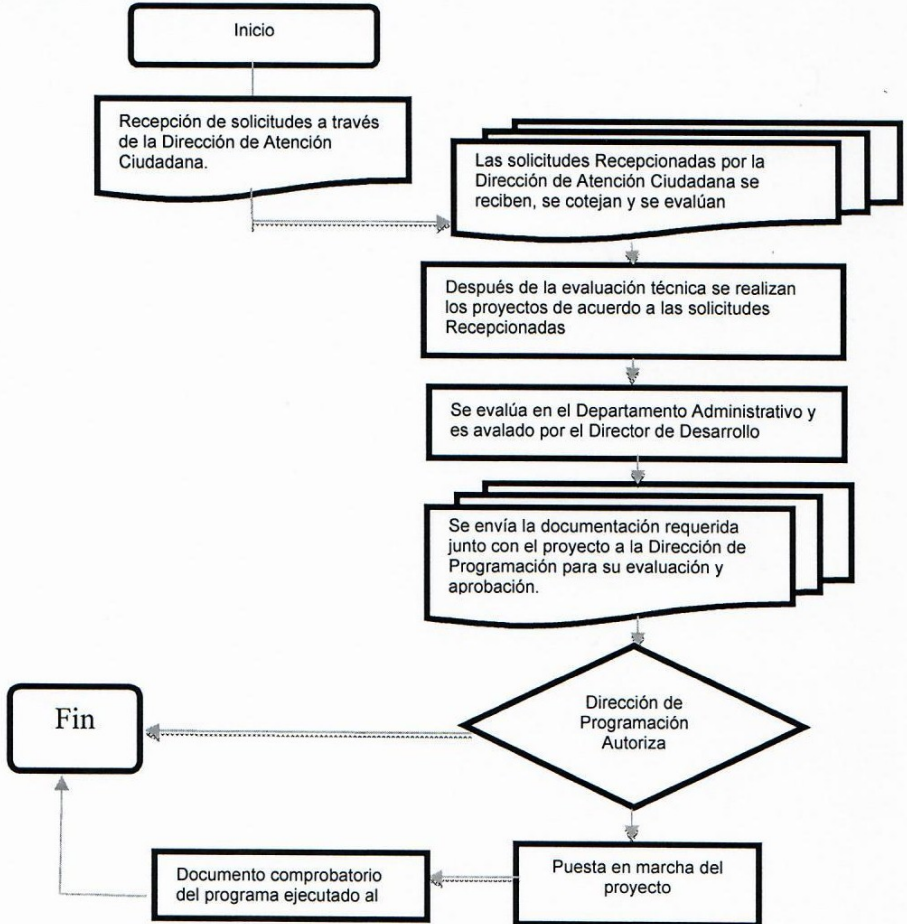 Inicio
Recepción de solicitudes a través
de la Dirección de Atención
Ciudadana.
Las solicitudes Recepcionadas por la
Dirección de Atención Ciudadana se
reciben, se cotejan y se evalúan
Después de la evaluación técnica se realizan
los proyectos de acuerdo a las solicitudes
Recepcionadas
Se evalúa en el Departamento Administrativo y
es avalado por el Director de Desarrollo
Se envía la documentación requerida
junto con el proyecto a la Dirección de
Programación para su evaluación y
aprobación.
Dirección de
Programación
Autoriza
Fin
Puesta en marcha del
proyecto
Documento comprobatorio
del programa ejecutado al